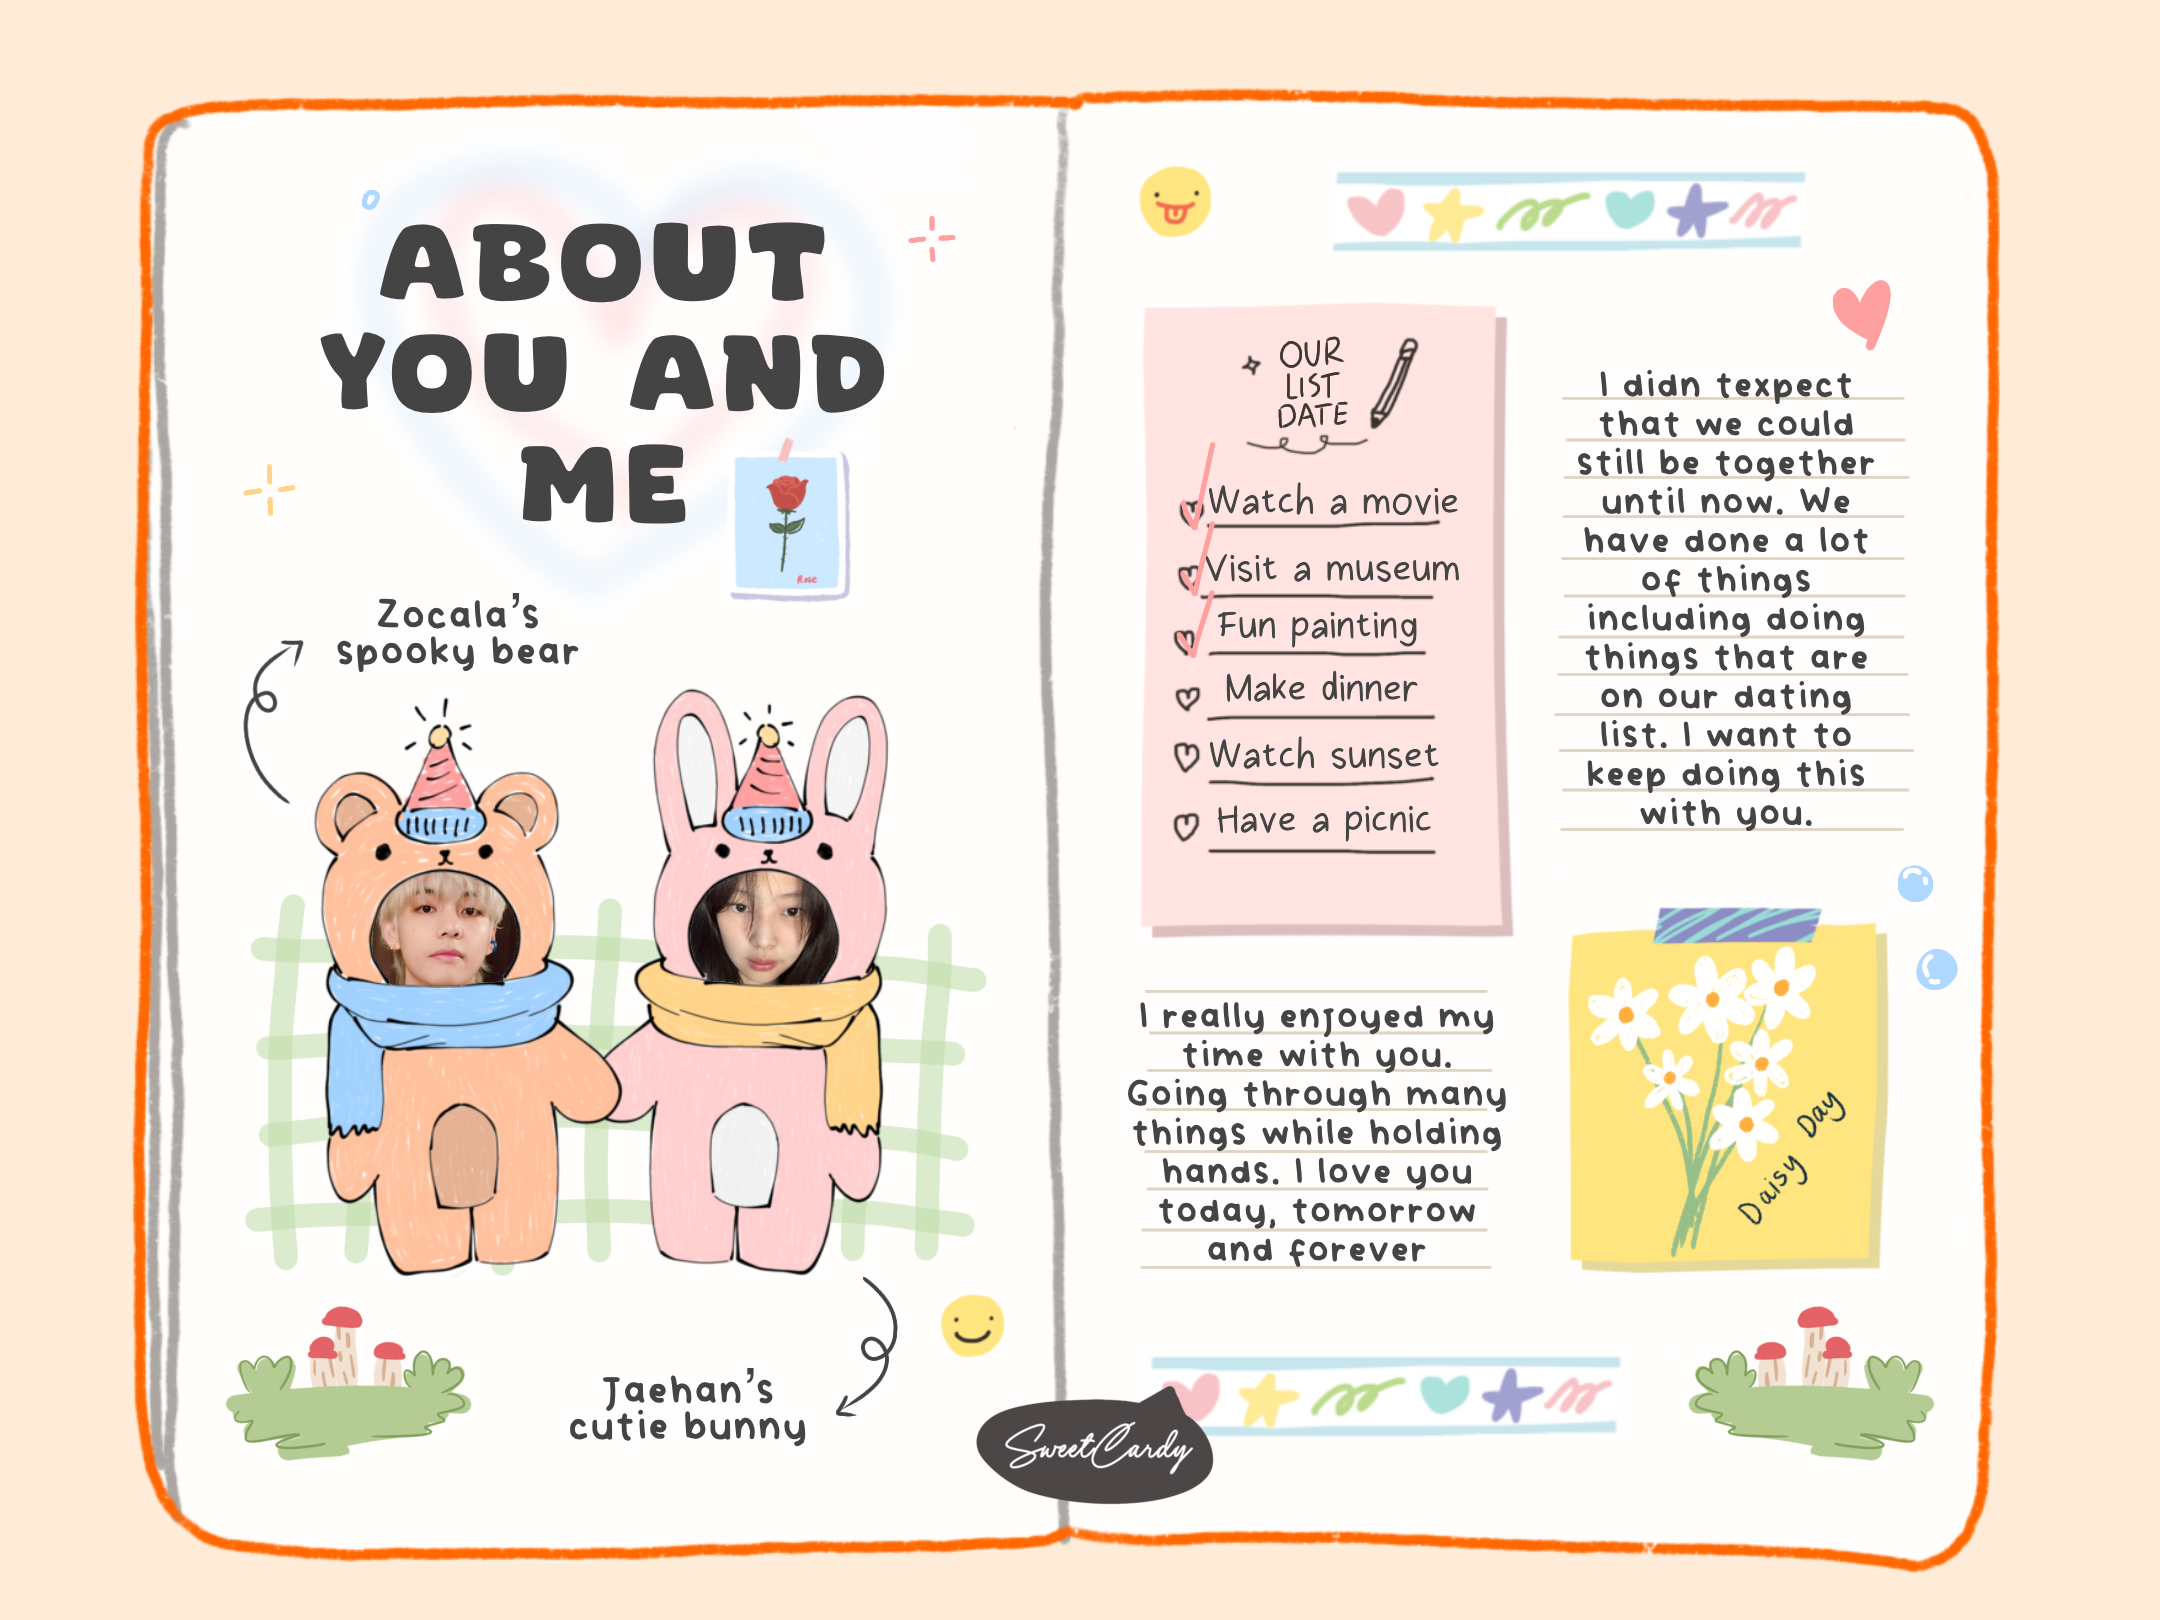 ABOUT
YOU AND
ME
Rose
Zocala's
spooky bear
Jaehan's
cutie bunny
OUR
LIST
DATE
Watch a movie
Visit a museum
Fun painting
Make dinner
Watch sunset
Have a picnic
I didn texpect
that we could
still be together
until now. We
have done a lot
of things
including doing
things that are
on our dating
list. I want to
keep doing this
with you.
I really enjoyed my
time with you.
Going through many
things while holding
hands. I love you
today, tomorrow
and forever
Daisy Day
SweetCardy